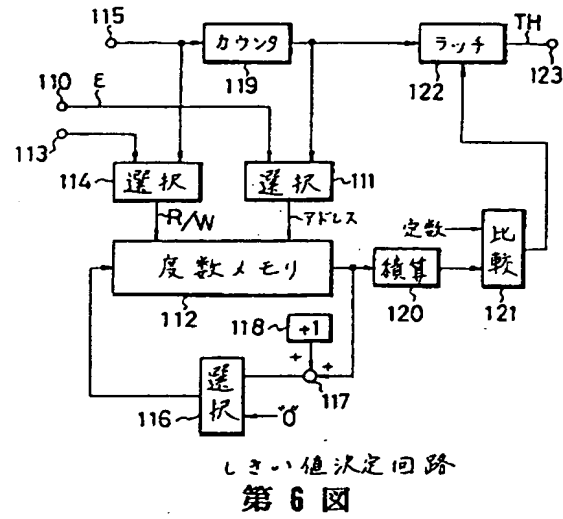 115
カウンタ
119
ラッチ
122
TH
123
110
E
113
114
選択
選択
111
R/W
アドレス
度数メモリ
112
定数
積算
120
比較
121
118
+1
+
+
117
選択
116
"0"
しきい値決定回路
第 6 図